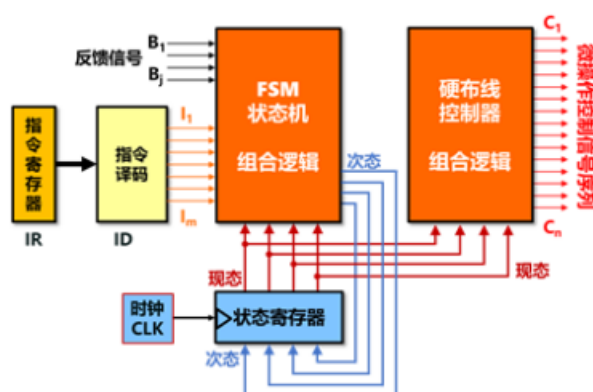 反馈信号
B1
Bj
FSM
状态机
组合逻辑
硬布线
控制器
组合逻辑
C1
Cn
微操作控制信号序列
指令寄存器
IR
指令
译码
ID
I1
Im
次态
现态
现态
时钟
CLK
状态寄存器
次态